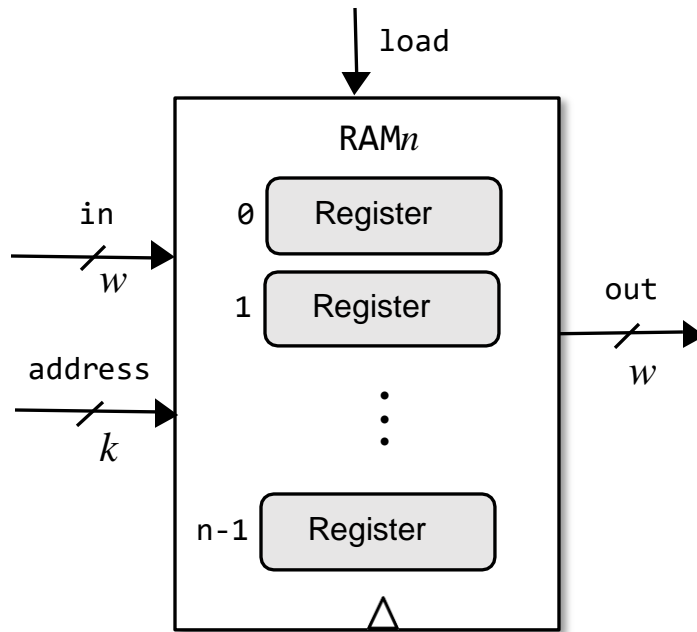 load
RAMn
in
0 Register
w
1 Register
out
address
w
k
n-1 Register